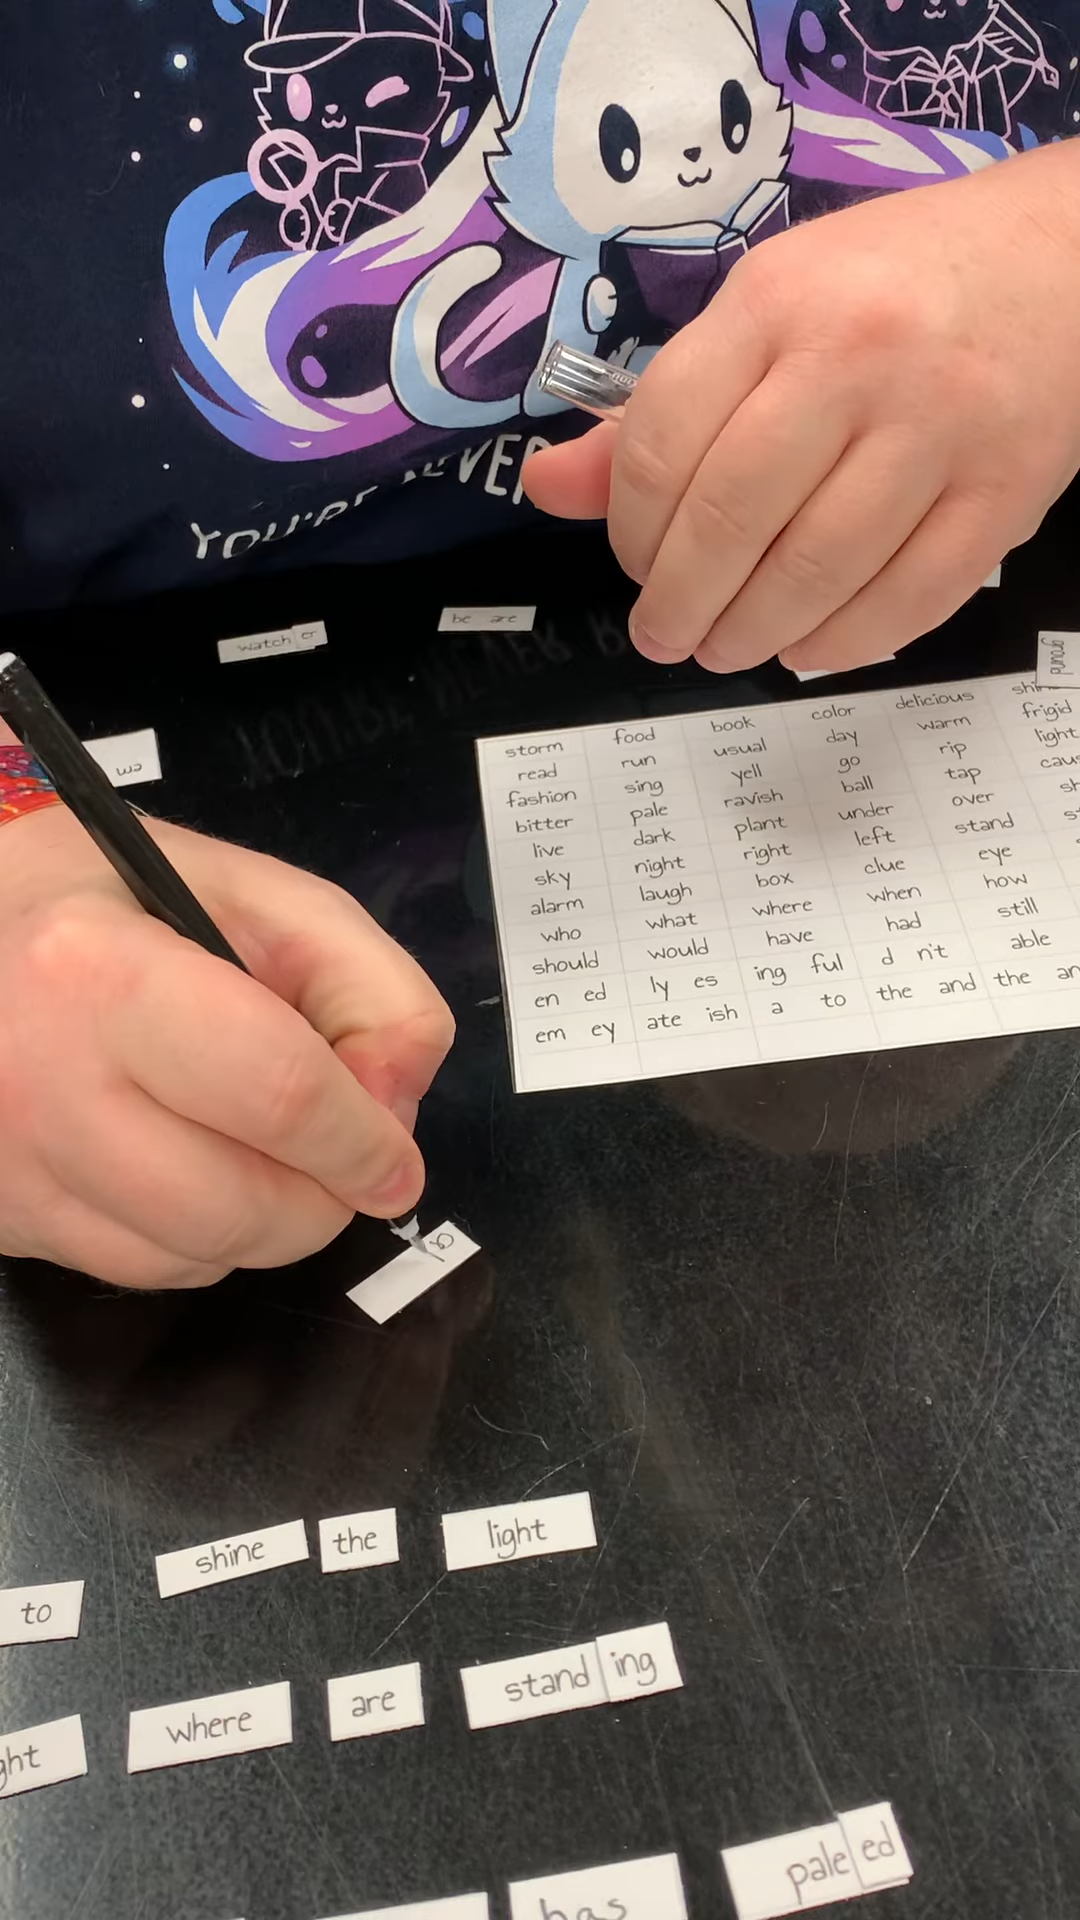 YOU'RE NEVER
watch er
be are
ground
storm food book color delicious
read run usual day warm frigid
fashion sing yell go rip light
bitter pale ravish ball tap
live dark plant under over
sky night right left stand
alarm laugh box clue eye
who what where when how
should would have had still
en ed ly es ing ful d n't able
em ey ate ish a to the and the
shine the light
to
where are stand ing
ght
has pale ed